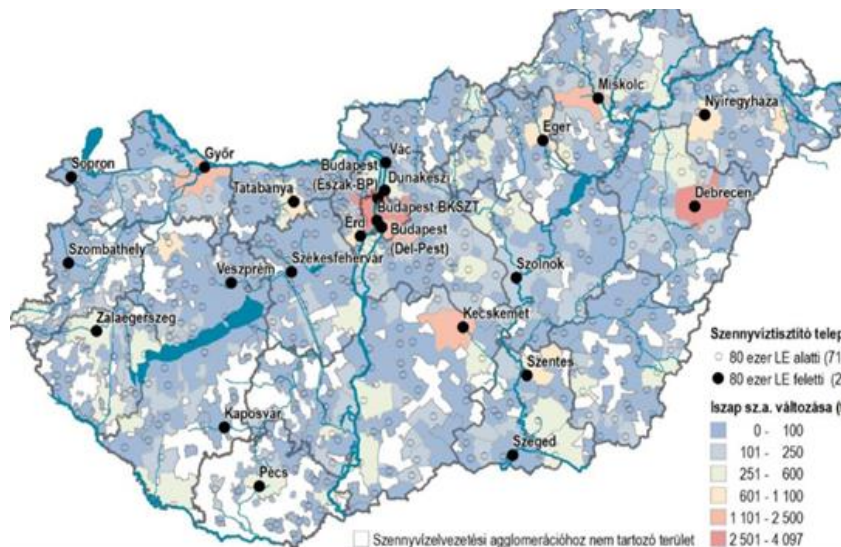 Miskolc
Nyíregyháza
Eger
Győr
Sopron
Vác
Budapest
(Észak-BP)
Dunakeszi
Tatabánya
Budapest BKSZT
Debrecen
Érd
Budapest
(Dél-Pest)
Szombathely
Székesfehérvár
Veszprém
Szolnok
Zalaegerszeg
Kecskemét
Szennyvíztisztító telep
80 ezer LE alatti (71
80 ezer LE feletti (2
Szentes
Iszap sz.a. változása (
0 - 100
101 - 250
251 - 600
601 - 1 100
1 101 - 2 500
2 501 - 4 097
Kaposvár
Szeged
Pécs
Szennyvízelvezetési agglomerációhoz nem tartozó terület